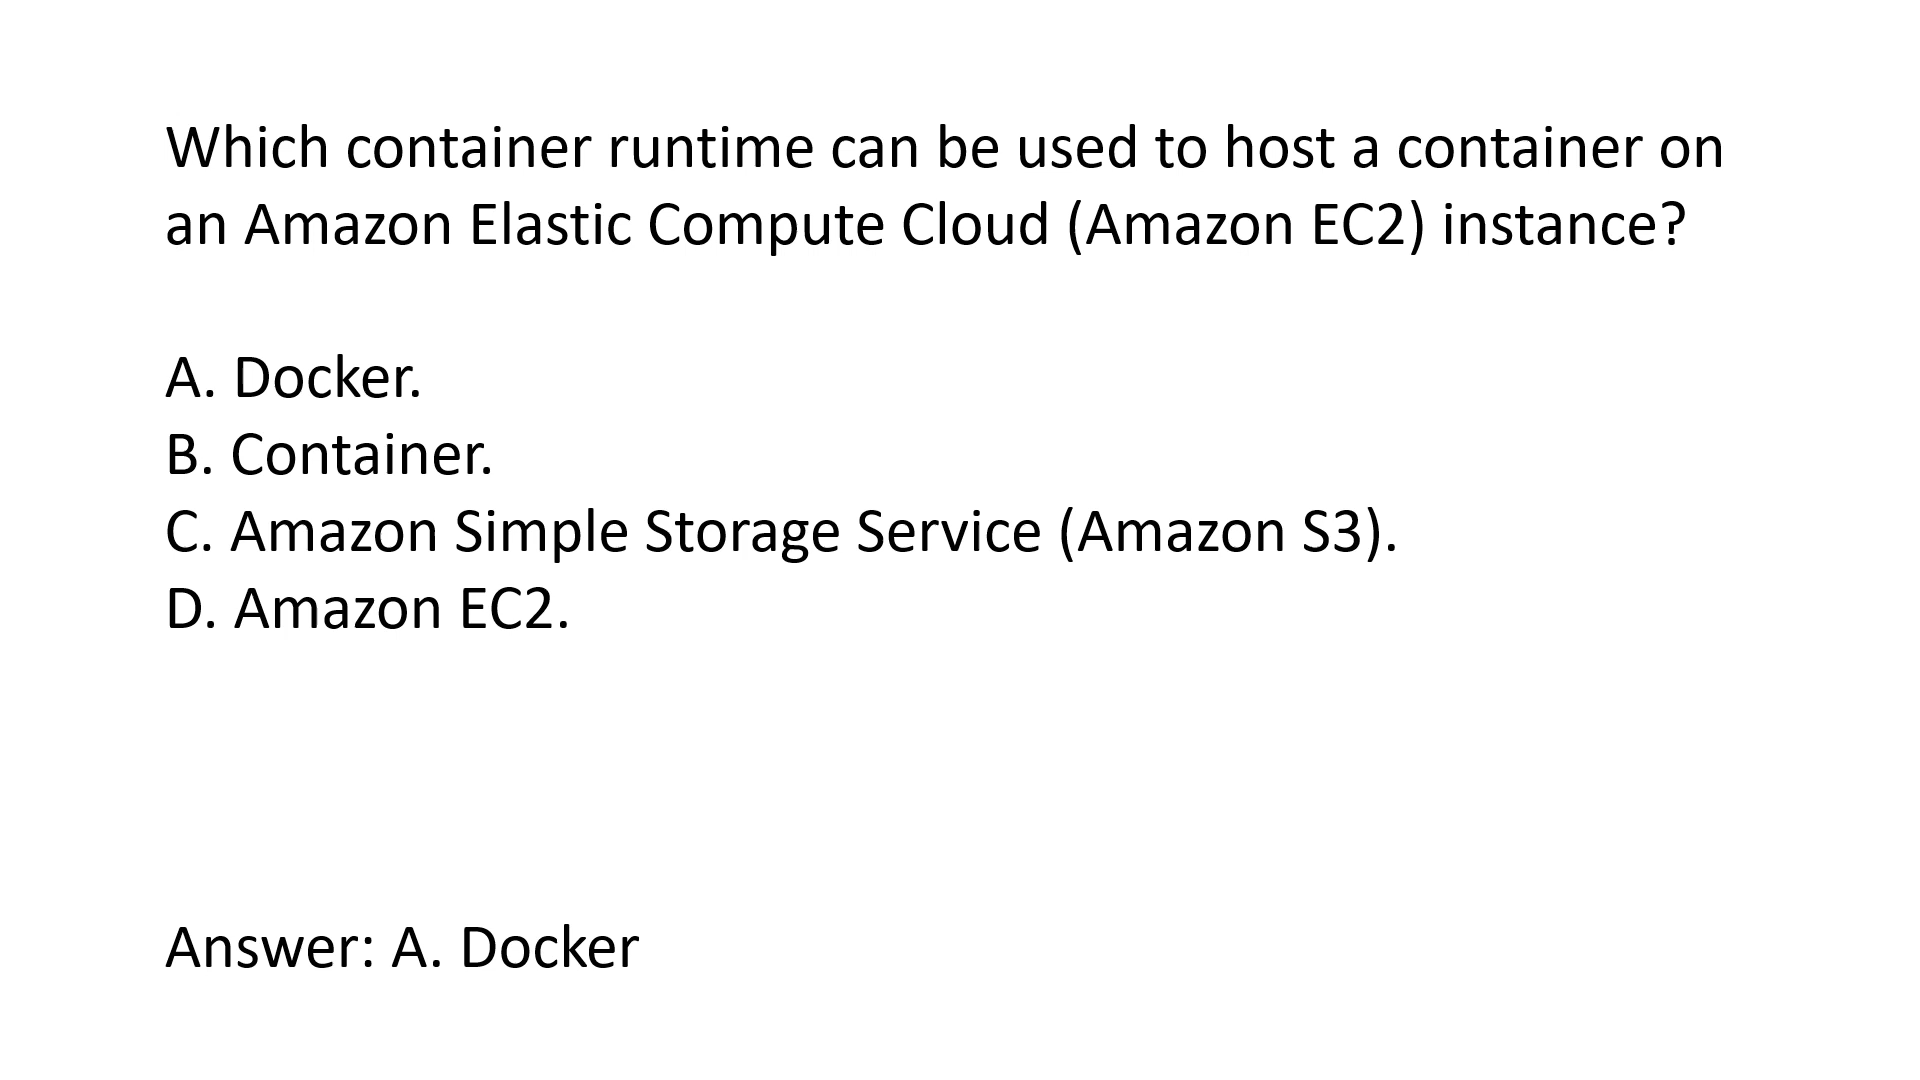 Which container runtime can be used to host a container on
an Amazon Elastic Compute Cloud (Amazon EC2) instance?
A. Docker.
B. Container.
C. Amazon Simple Storage Service (Amazon S3).
D. Amazon EC2.
Answer: A. Docker